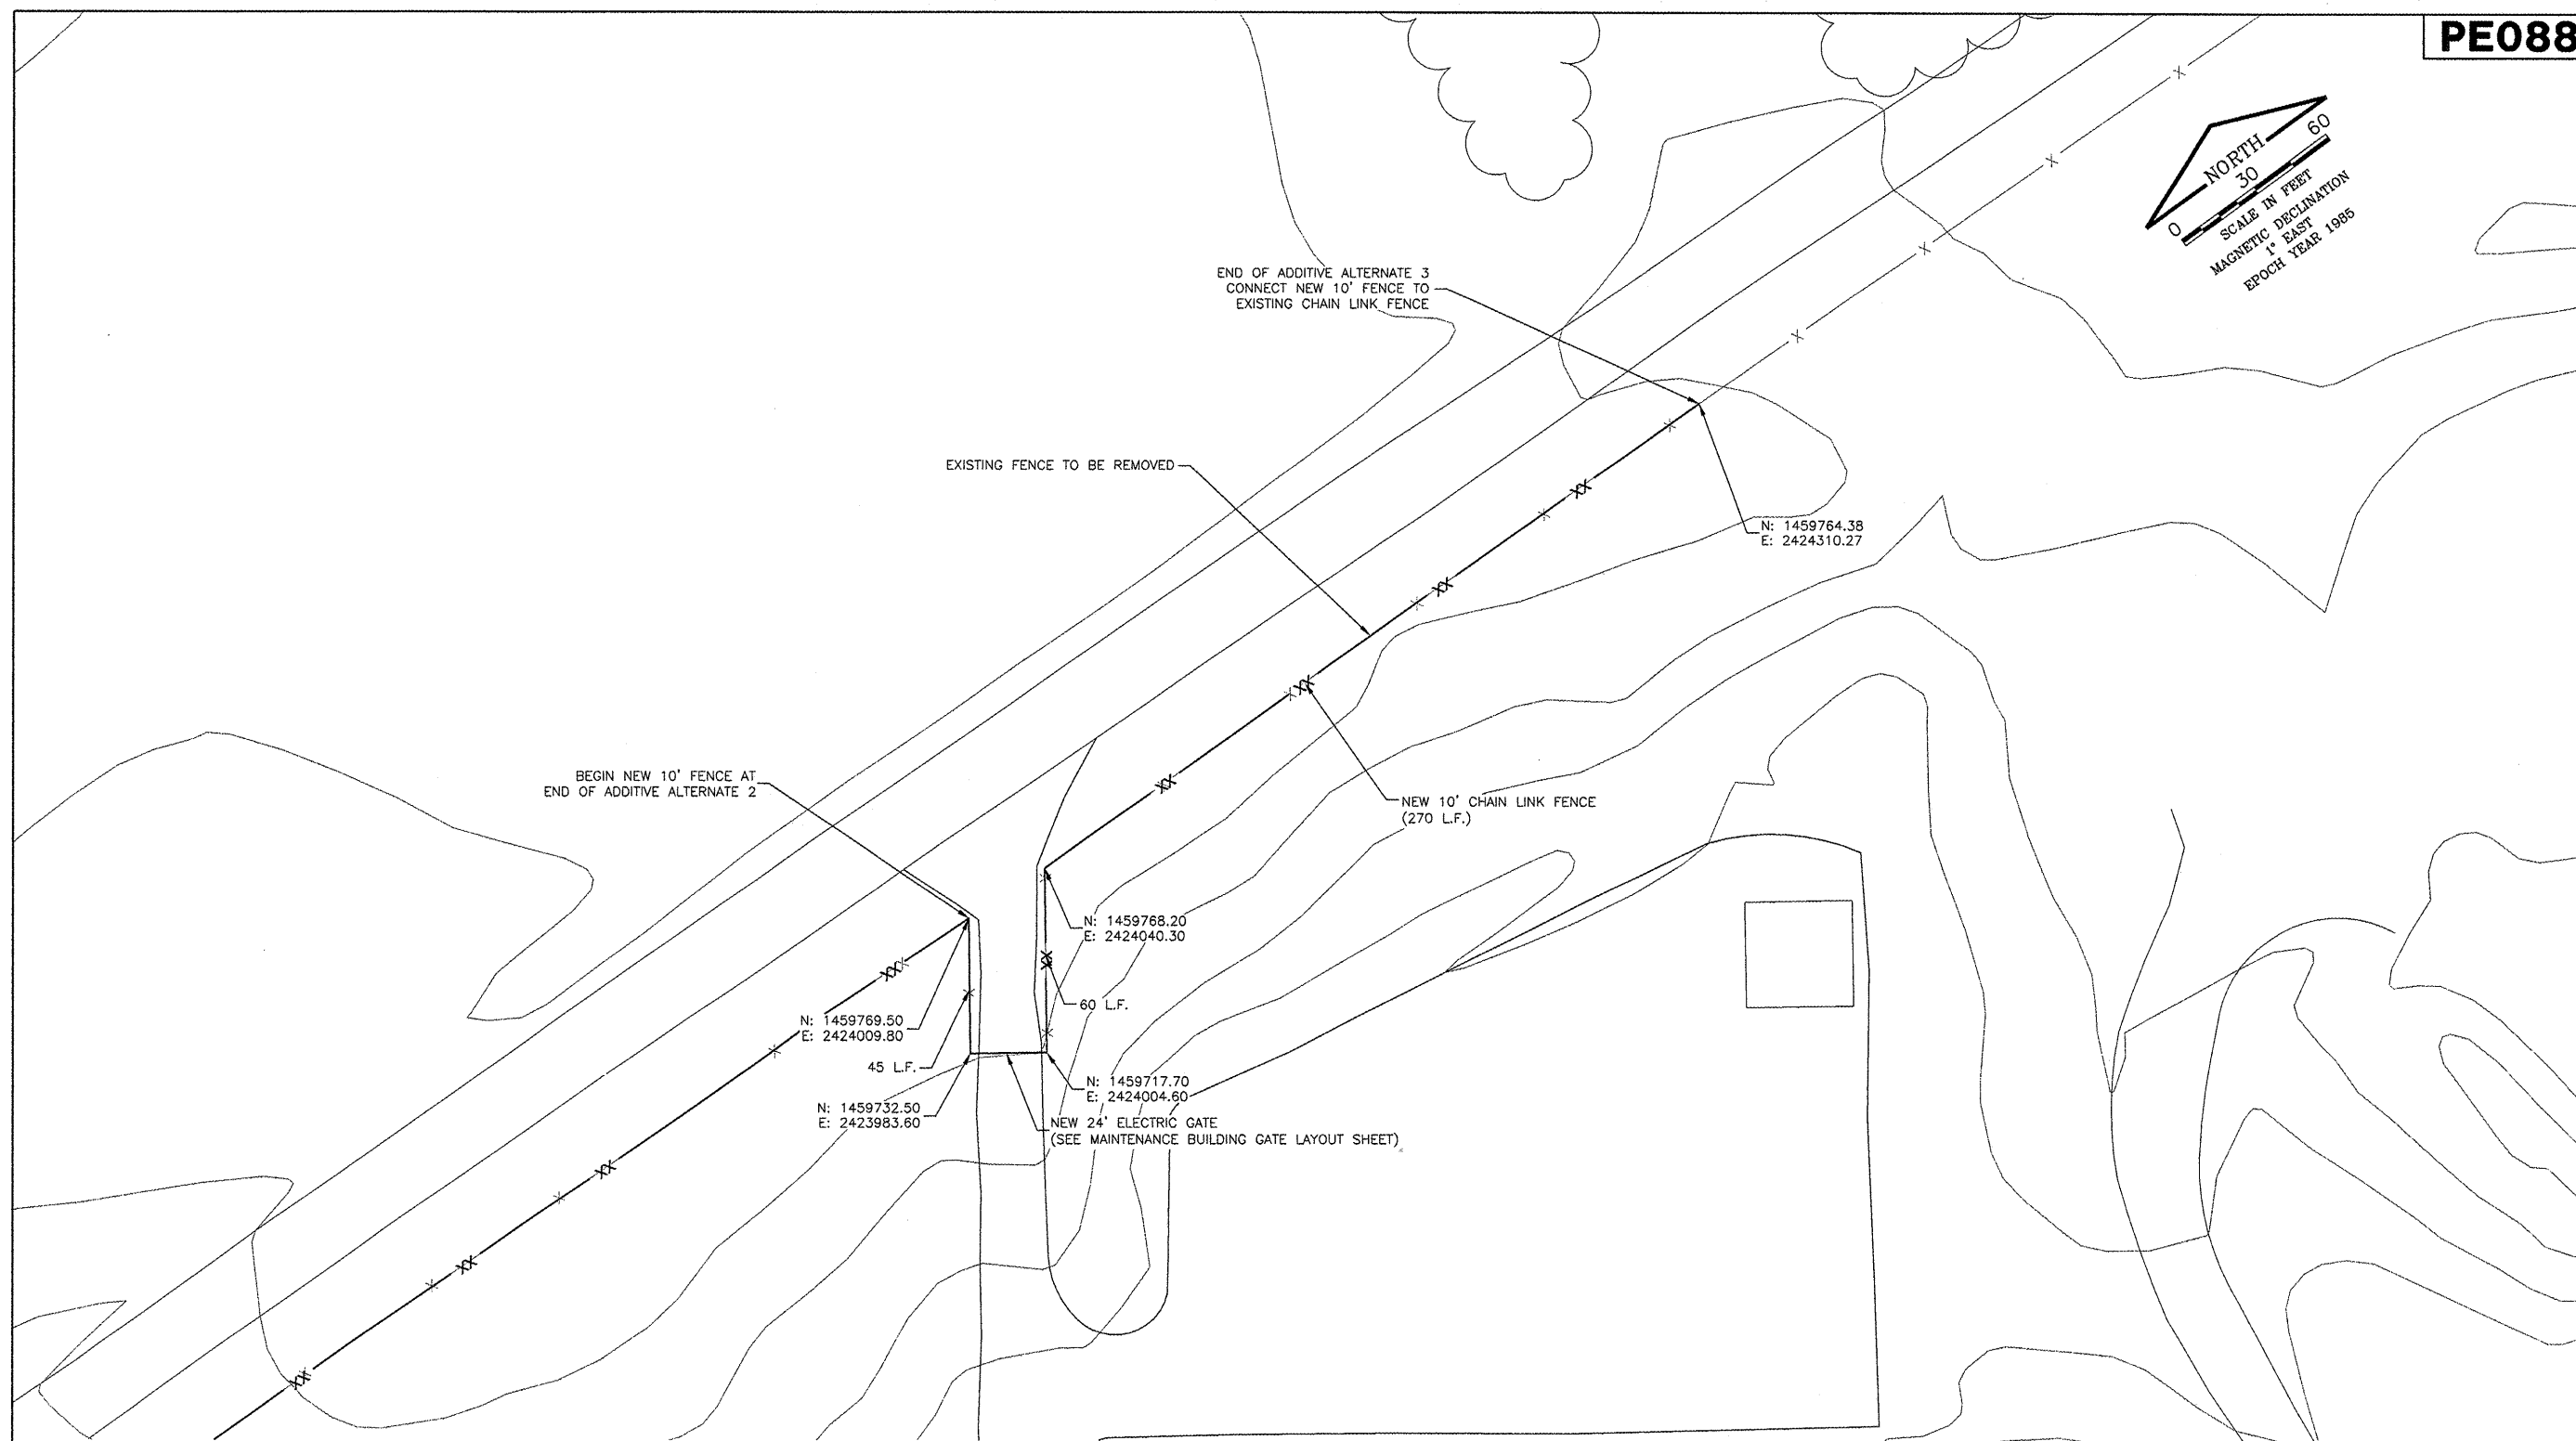 PE088
NORTH
0 30 60
SCALE IN FEET
MAGNETIC DECLINATION
1° EAST
EPOCH YEAR 1985
END OF ADDITIVE ALTERNATE 3
CONNECT NEW 10' FENCE TO
EXISTING CHAIN LINK FENCE
EXISTING FENCE TO BE REMOVED
N: 1459764.38
E: 2424310.27
BEGIN NEW 10' FENCE AT
END OF ADDITIVE ALTERNATE 2
NEW 10' CHAIN LINK FENCE
(270 L.F.)
N: 1459768.20
E: 2424040.30
60 L.F.
N: 1459769.50
E: 2424009.80
45 L.F.
N: 1459717.70
E: 2424004.60
N: 1459732.50
E: 2423983.60
NEW 24' ELECTRIC GATE
(SEE MAINTENANCE BUILDING GATE LAYOUT SHEET)